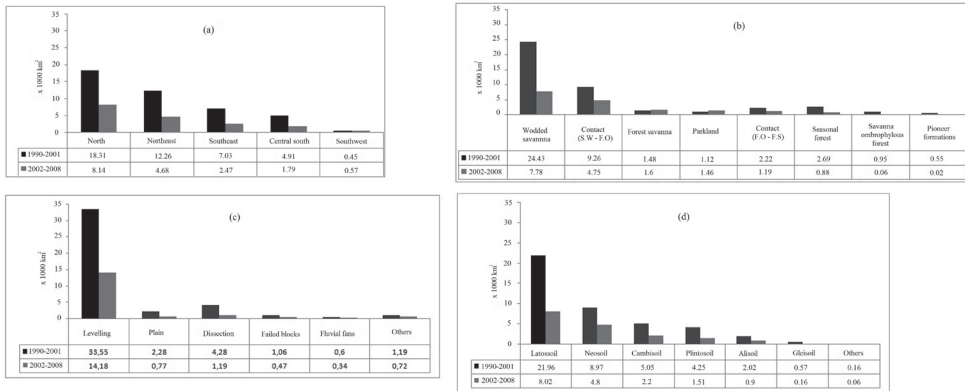 (a)
35
30
25
20
15
10
5
0
x 1000 km²
North Northeast Southeast Central south Southwest
1990-2001 18.31 12.26 7.03 4.91 0.45
2002-2008 8.14 4.68 2.47 1.79 0.57
(b)
35
30
25
20
15
10
5
0
x 1000 km²
Wodded savannna Contact (S.W - F.O) Forest savanna Parkland Contact (F.O - F.S) Seasonal forest Savanna ombrophylous forest Pioneer formations
1990-2001 24.43 9.26 1.48 1.12 2.22 2.69 0.95 0.55
2002-2008 7.78 4.75 1.6 1.46 1.19 0.88 0.06 0.02
(c)
35
30
25
20
15
10
5
0
x 1000 km²
Levelling Plain Dissection Failed blocks Fluvial fans Others
1990-2001 33,55 2,28 4,28 1,06 0,6 1,19
2002-2008 14,18 0,77 1,19 0,47 0,34 0,72
(d)
35
30
25
20
15
10
5
0
x 1000 km²
Latossoil Neosoil Cambisoil Plintosoil Alisoil Gleisoil Others
1990-2001 21.96 8.97 5.05 4.25 2.02 0.57 0.16
2002-2008 8.02 4.8 2.2 1.51 0.9 0.16 0.06